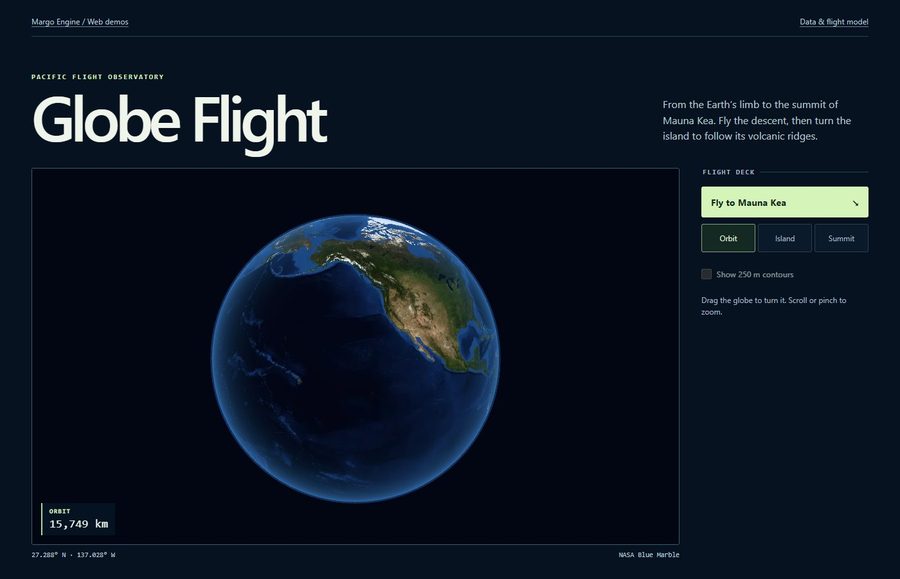 Margo Engine / Web demos
Data & flight model
PACIFIC FLIGHT OBSERVATORY
Globe Flight
From the Earth's limb to the summit of
Mauna Kea. Fly the descent, then turn the
island to follow its volcanic ridges.
FLIGHT DECK
Fly to Mauna Kea ↘
Orbit
Island
Summit
Show 250 m contours
Drag the globe to turn it. Scroll or pinch to
zoom.
ORBIT
15,749 km
27.288° N · 137.028° W
NASA Blue Marble